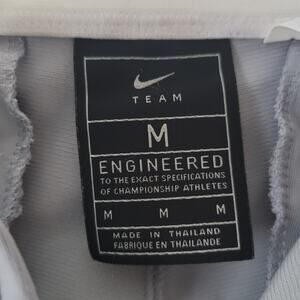 TEAM
M
ENGINEERED
TO THE EXACT SPECIFICATIONS
OF CHAMPIONSHIP ATHLETES
M M M
MADE IN THAILAND
FABRIQUE EN THAILANDE